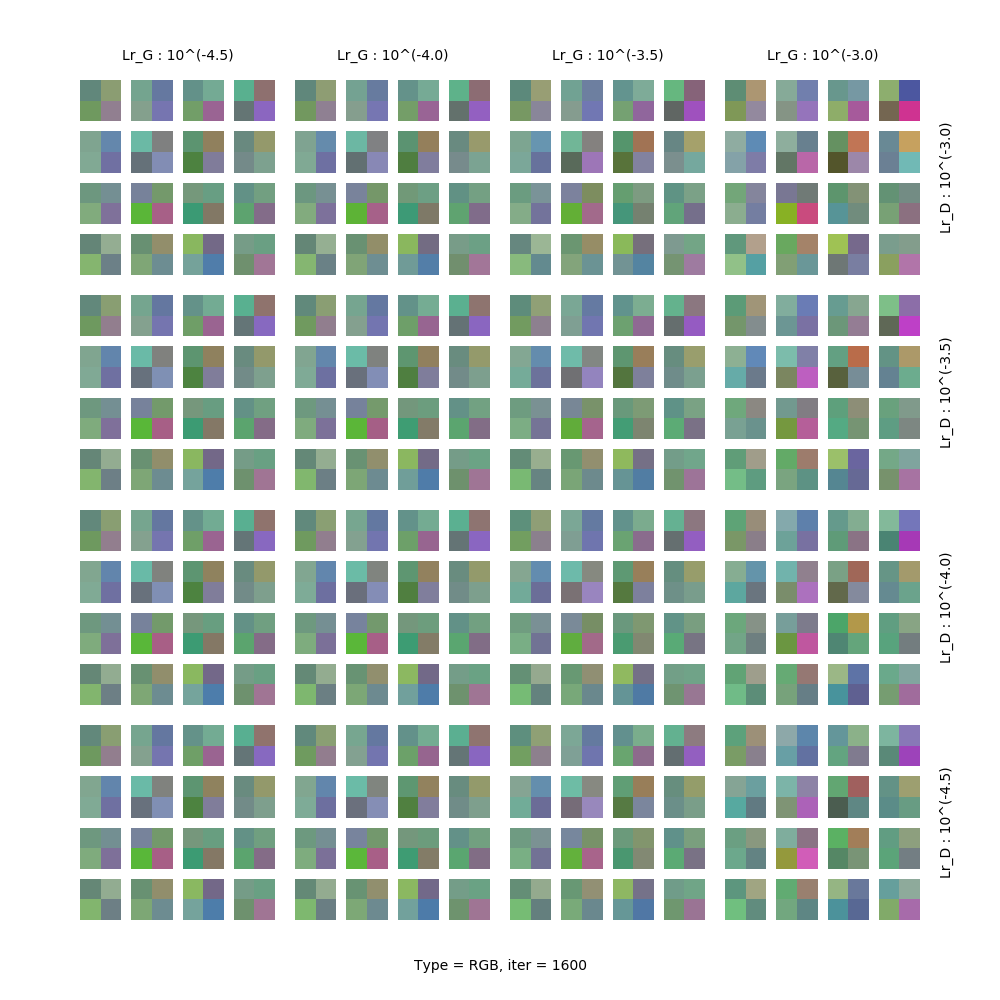 Lr_G : 10^(-4.5)
Lr_G : 10^(-4.0)
Lr_G : 10^(-3.5)
Lr_G : 10^(-3.0)
Lr_D : 10^(-3.0)
Lr_D : 10^(-3.5)
Lr_D : 10^(-4.0)
Lr_D : 10^(-4.5)
Type = RGB, iter = 1600